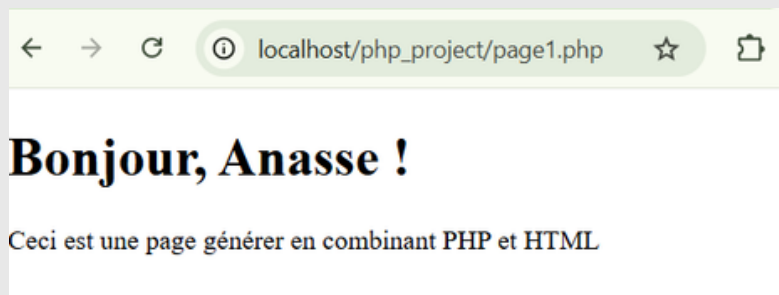 localhost/php_project/page1.php
Bonjour, Anasse !
Ceci est une page générer en combinant PHP et HTML